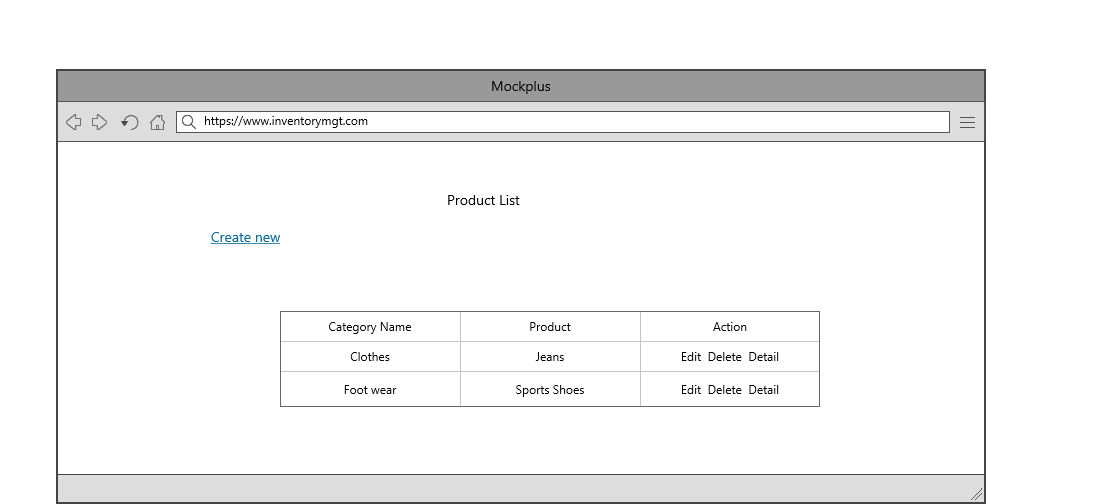 Mockplus
https://www.inventorymgt.com
Product List
Create new
Category Name Product Action
Clothes Jeans Edit Delete Detail
Foot wear Sports Shoes Edit Delete Detail